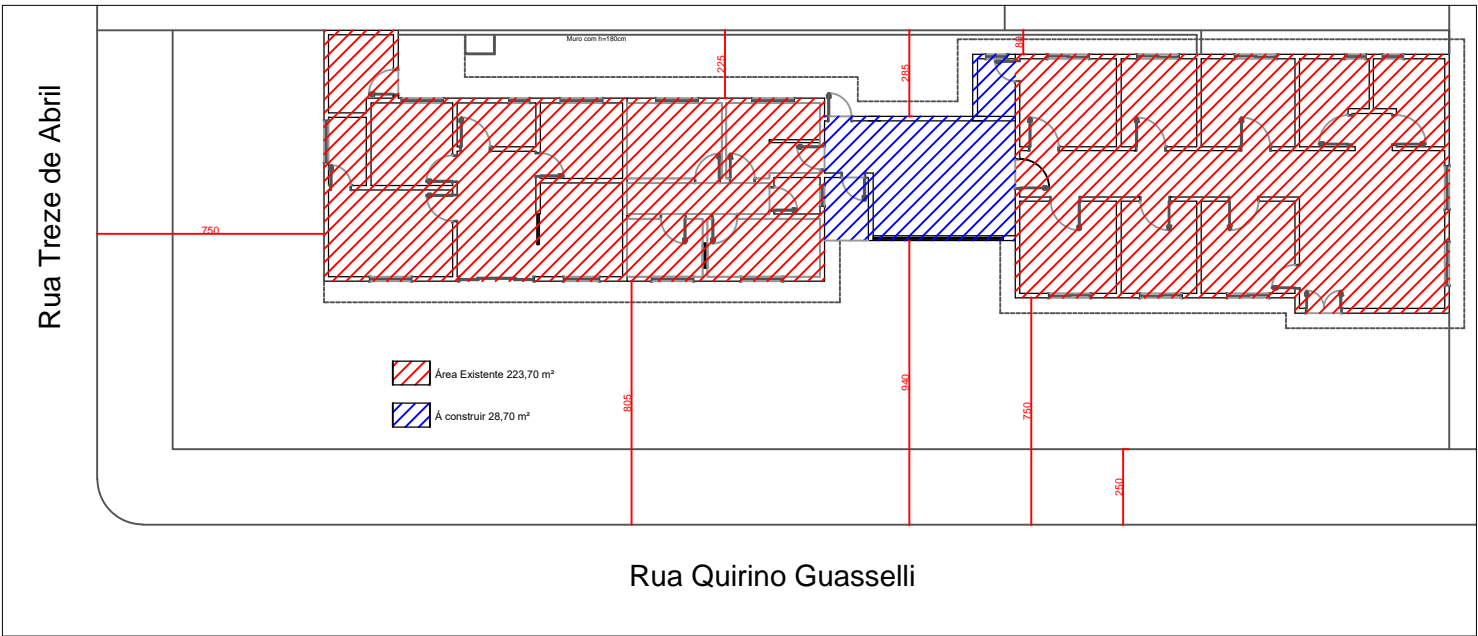 Muro com h=180cm
225
285
80
Rua Treze de Abril
750
Área Existente 223,70 m²
Á construir 28,70 m²
805
940
750
250
Rua Quirino Guasselli